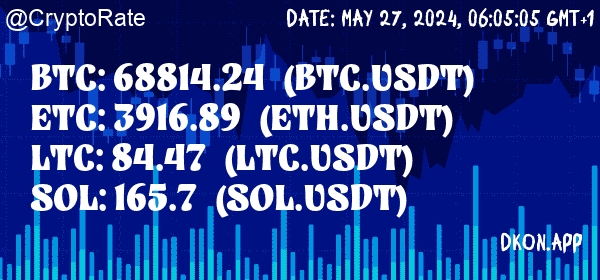 @CryptoRate
DATE: MAY 27, 2024, 06:05:05 GMT+1
BTC: 68814.24 (BTC.USDT)
ETC: 3916.89 (ETH.USDT)
LTC: 84.47 (LTC.USDT)
SOL: 165.7 (SOL.USDT)
DKON.APP